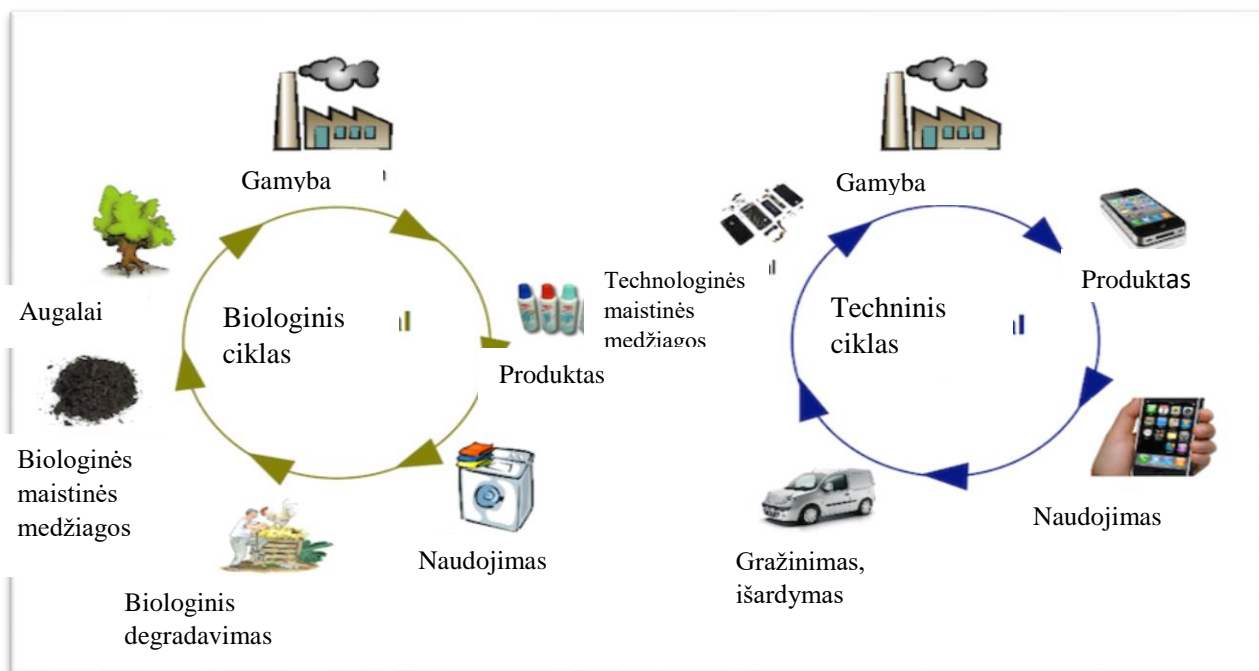 Gamyba
Augalai
Biologinis
ciklas
Produktas
Biologinės
maistinės
medžiagos
Naudojimas
Biologinis
degradavimas
Gamyba
Technologinės
maistinės
medžiagos
Techninis
ciklas
Produktas
Naudojimas
Gražinimas,
išardymas